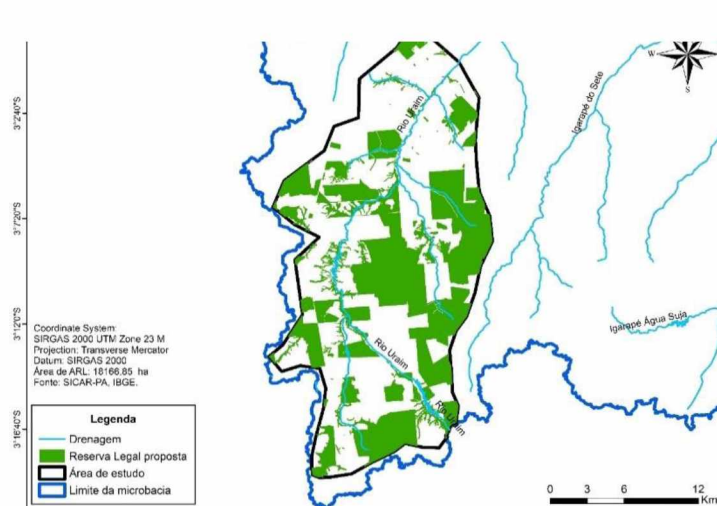 W
S
Igarapé do Sete
Rio Uraim
3°2'40"S
3°7'20"S
3°12'0"S
3°16'40"S
Igarapé Água Suja
Rio Uraim
Rio Uraim
Coordinate System:
SIRGAS 2000 UTM Zone 23 M
Projection: Transverse Mercator
Datum: SIRGAS 2000
Área de ARL: 18166.85 ha
Fonte: SICAR-PA, IBGE.
Legenda
Drenagem
Reserva Legal proposta
Área de estudo
Limite da microbacia
0 3 6 12
Km